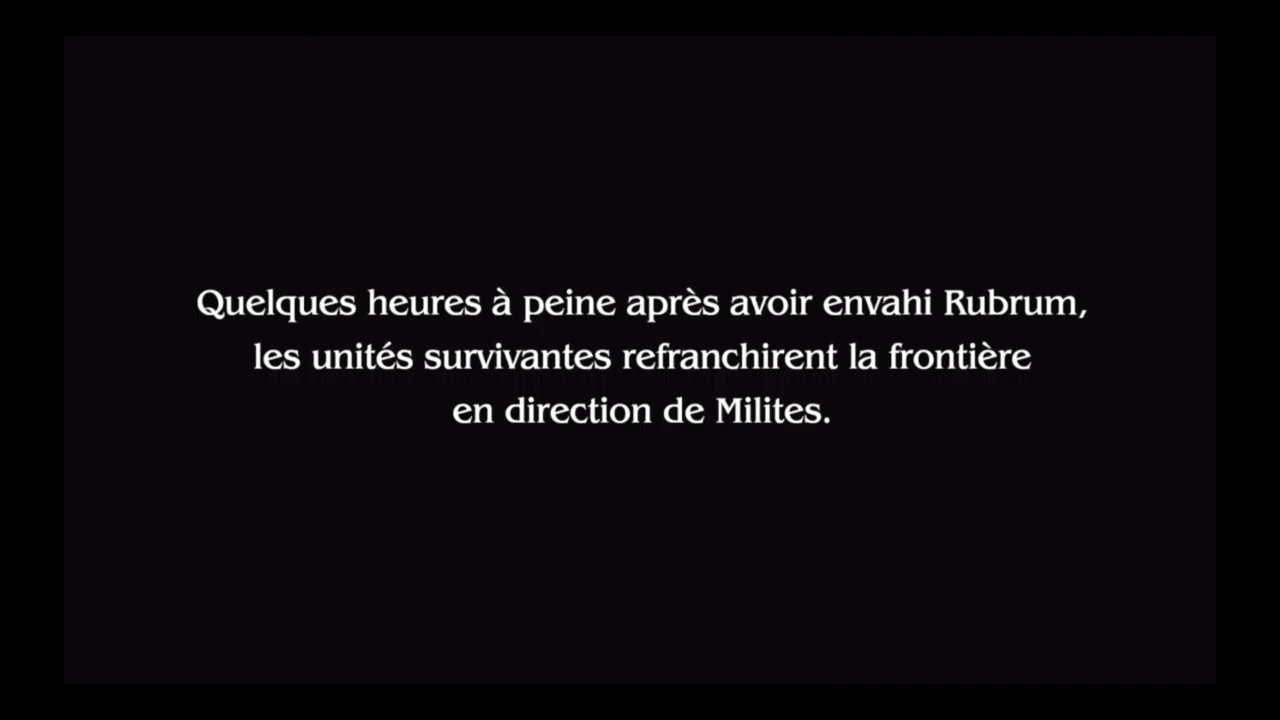 Quelques heures à peine après avoir envahi Rubrum,
les unités survivantes refranchirent la frontière
en direction de Milites.